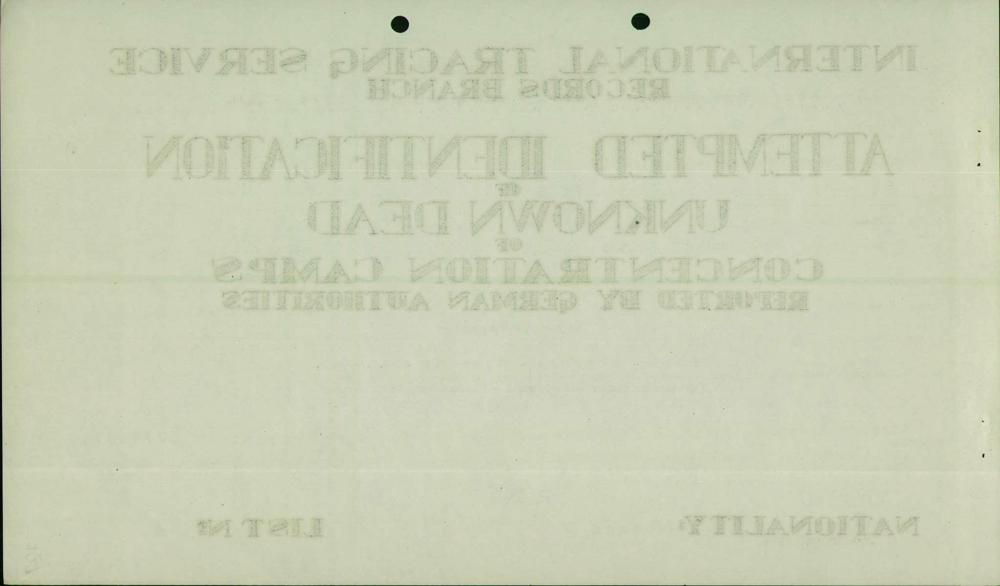 INTERNATIONAL TRACING SERVICE
RECORDS BRANCH
ATTEMPTED IDENTIFICATION
OF
UNKNOWN DEAD
OF
CONCENTRATION CAMPS
REPORTED BY GERMAN AUTHORITIES
NATIONALITY: LIST Nº